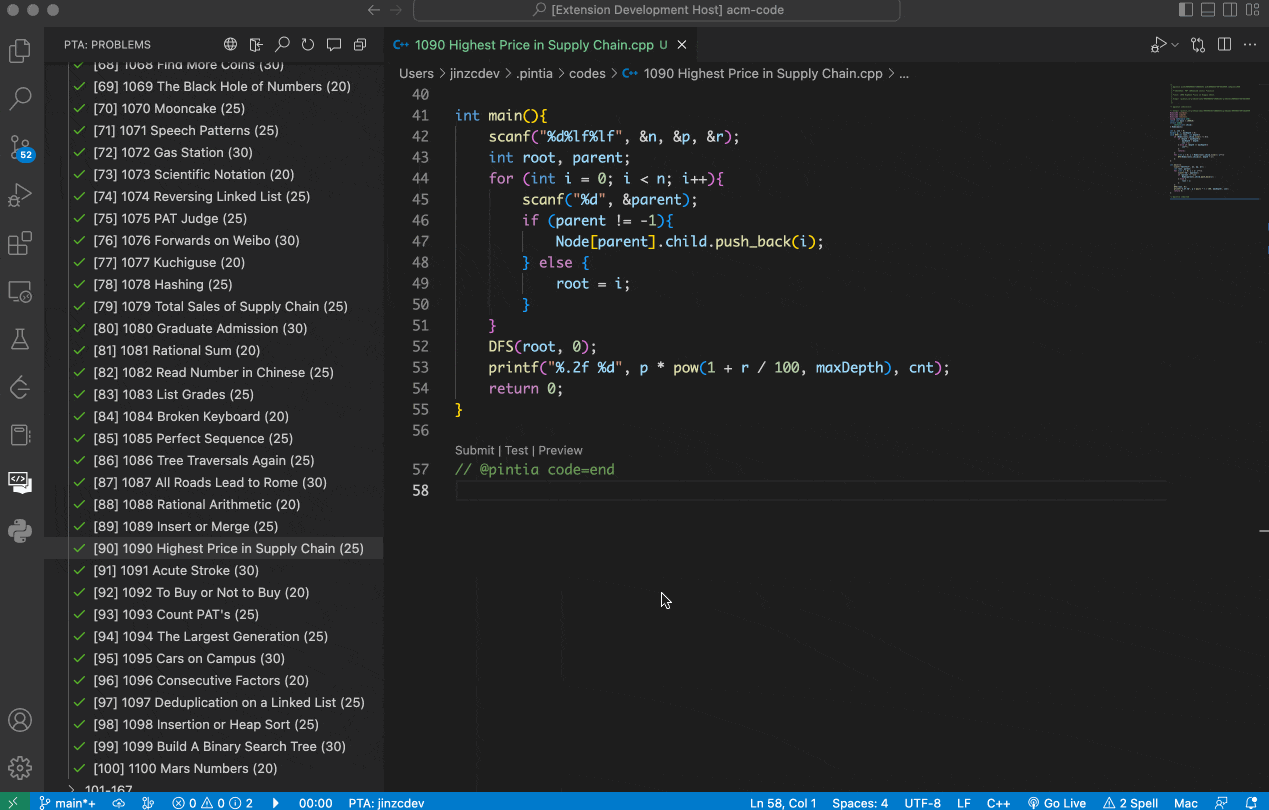 [Extension Development Host] acm-code
PTA: PROBLEMS
[68] 1068 Find More Coins (30)
[69] 1069 The Black Hole of Numbers (20)
[70] 1070 Mooncake (25)
[71] 1071 Speech Patterns (25)
[72] 1072 Gas Station (30)
[73] 1073 Scientific Notation (20)
[74] 1074 Reversing Linked List (25)
[75] 1075 PAT Judge (25)
[76] 1076 Forwards on Weibo (30)
[77] 1077 Kuchiguse (20)
[78] 1078 Hashing (25)
[79] 1079 Total Sales of Supply Chain (25)
[80] 1080 Graduate Admission (30)
[81] 1081 Rational Sum (20)
[82] 1082 Read Number in Chinese (25)
[83] 1083 List Grades (25)
[84] 1084 Broken Keyboard (20)
[85] 1085 Perfect Sequence (25)
[86] 1086 Tree Traversals Again (25)
[87] 1087 All Roads Lead to Rome (30)
[88] 1088 Rational Arithmetic (20)
[89] 1089 Insert or Merge (25)
[90] 1090 Highest Price in Supply Chain (25)
[91] 1091 Acute Stroke (30)
[92] 1092 To Buy or Not to Buy (20)
[93] 1093 Count PAT's (25)
[94] 1094 The Largest Generation (25)
[95] 1095 Cars on Campus (30)
[96] 1096 Consecutive Factors (20)
[97] 1097 Deduplication on a Linked List (25)
[98] 1098 Insertion or Heap Sort (25)
[99] 1099 Build A Binary Search Tree (30)
[100] 1100 Mars Numbers (20)
101-167
52
C++ 1090 Highest Price in Supply Chain.cpp U
Users > jinzcdev > .pintia > codes > C++ 1090 Highest Price in Supply Chain.cpp > ...
40
41 int main(){
42 scanf("%d%lf%lf", &n, &p, &r);
43 int root, parent;
44 for (int i = 0; i < n; i++){
45 scanf("%d", &parent);
46 if (parent != -1){
47 Node[parent].child.push_back(i);
48 } else {
49 root = i;
50 }
51 }
52 DFS(root, 0);
53 printf("%.2f %d", p * pow(1 + r / 100, maxDepth), cnt);
54 return 0;
55 }
56
Submit | Test | Preview
57 // @pintia code=end
58
main*+ 0 0 2 00:00 PTA: jinzcdev Ln 58, Col 1 Spaces: 4 UTF-8 LF C++ Go Live 2 Spell Mac